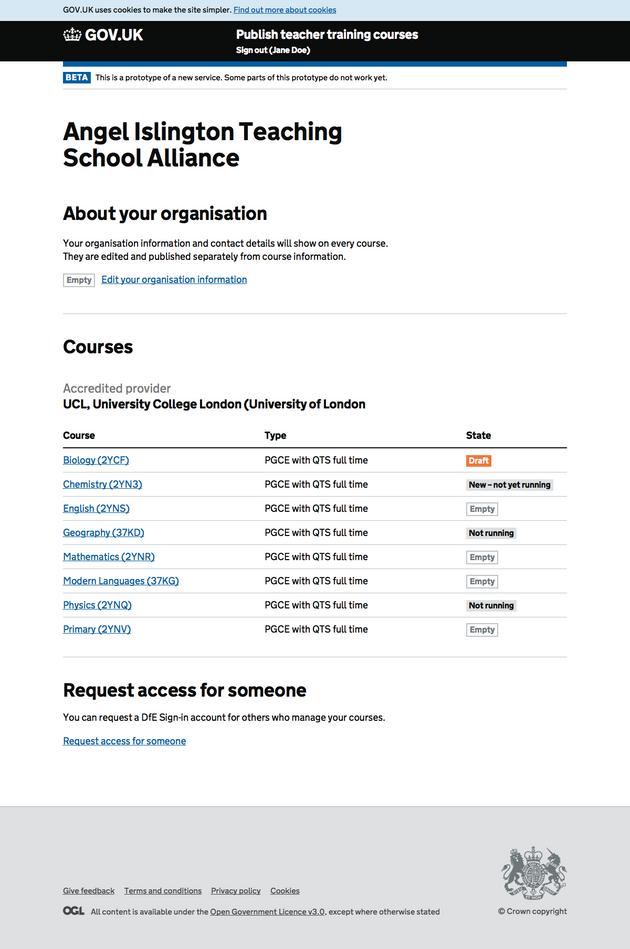 GOV.UK uses cookies to make the site simpler. Find out more about cookies
GOV.UK
Publish teacher training courses
Sign out (Jane Doe)
BETA This is a prototype of a new service. Some parts of this prototype do not work yet.
Angel Islington Teaching
School Alliance
About your organisation
Your organisation information and contact details will show on every course.
They are edited and published separately from course information.
Empty Edit your organisation information
Courses
Accredited provider
UCL, University College London (University of London
Course Type State
Biology (2YCF) PGCE with QTS full time Draft
Chemistry (2YN3) PGCE with QTS full time New – not yet running
English (2YNS) PGCE with QTS full time Empty
Geography (37KD) PGCE with QTS full time Not running
Mathematics (2YNR) PGCE with QTS full time Empty
Modern Languages (37KG) PGCE with QTS full time Empty
Physics (2YNQ) PGCE with QTS full time Not running
Primary (2YNV) PGCE with QTS full time Empty
Request access for someone
You can request a DfE Sign-in account for others who manage your courses.
Request access for someone
Give feedback Terms and conditions Privacy policy Cookies
OGL All content is available under the Open Government Licence v3.0, except where otherwise stated
© Crown copyright